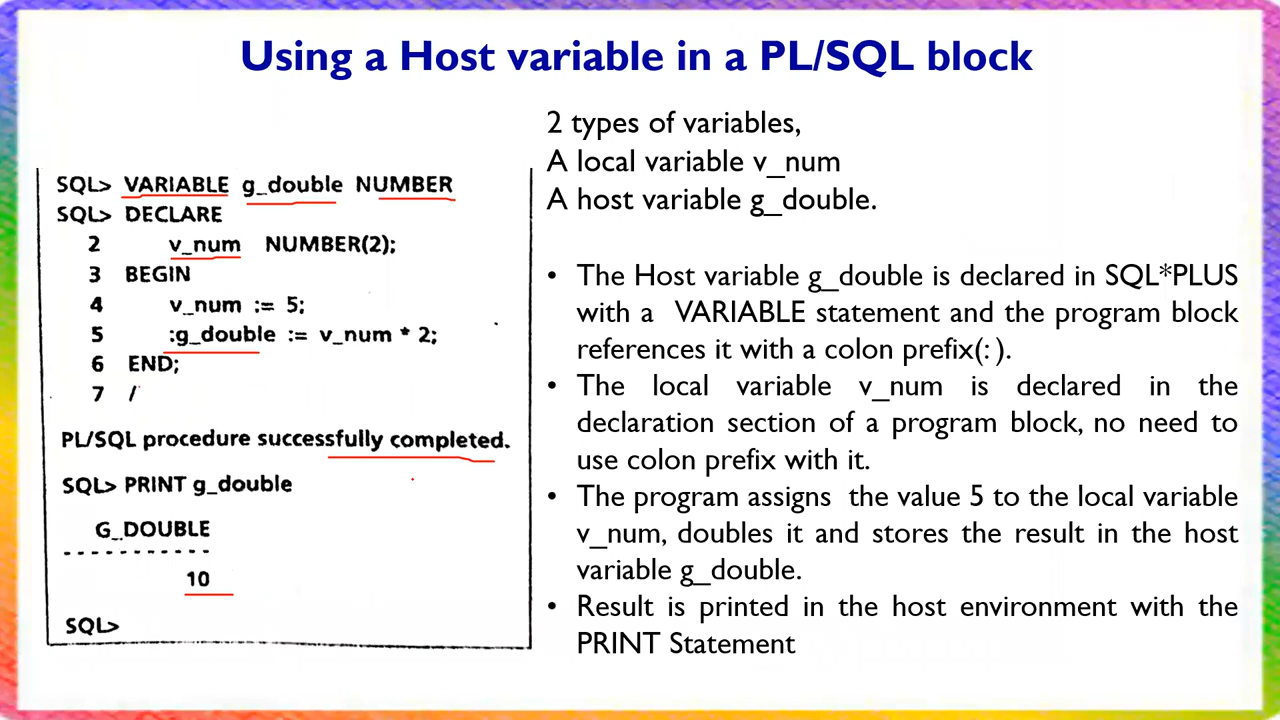 Using a Host variable in a PL/SQL block
SQL> VARIABLE g_double NUMBER
SQL> DECLARE
2 v_num NUMBER(2);
3 BEGIN
4 v_num := 5;
5 :g_double := v_num * 2;
6 END;
7 /
PL/SQL procedure successfully completed.
SQL> PRINT g_double
G_DOUBLE
----------
10
SQL>
2 types of variables,
A local variable v_num
A host variable g_double.
• The Host variable g_double is declared in SQL*PLUS
with a VARIABLE statement and the program block
references it with a colon prefix(: ).
• The local variable v_num is declared in the
declaration section of a program block, no need to
use colon prefix with it.
• The program assigns the value 5 to the local variable
v_num, doubles it and stores the result in the host
variable g_double.
• Result is printed in the host environment with the
PRINT Statement